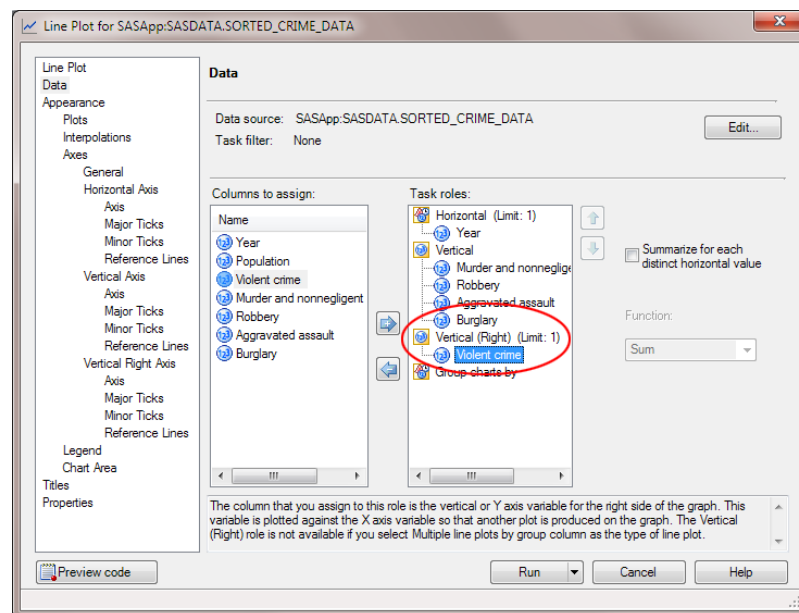 Line Plot for SASApp:SASDATA.SORTED_CRIME_DATA
Line Plot
Data
Appearance
Plots
Interpolations
Axes
General
Horizontal Axis
Axis
Major Ticks
Minor Ticks
Reference Lines
Vertical Axis
Axis
Major Ticks
Minor Ticks
Reference Lines
Vertical Right Axis
Axis
Major Ticks
Minor Ticks
Reference Lines
Legend
Chart Area
Titles
Properties
Data
Data source: SASApp:SASDATA.SORTED_CRIME_DATA
Task filter: None
Edit...
Columns to assign:
Name
Year
Population
Violent crime
Murder and nonnegligent
Robbery
Aggravated assault
Burglary
Task roles:
Horizontal (Limit: 1)
Year
Vertical
Murder and nonneglige
Robbery
Aggravated assault
Burglary
Vertical (Right) (Limit: 1)
Violent crime
Group charts by
Summarize for each
distinct horizontal value
Function:
Sum
The column that you assign to this role is the vertical or Y axis variable for the right side of the graph. This
variable is plotted against the X axis variable so that another plot is produced on the graph. The Vertical
(Right) role is not available if you select Multiple line plots by group column as the type of line plot.
Preview code
Run
Cancel
Help